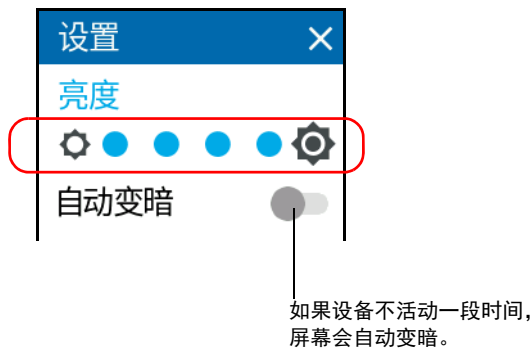 设置
亮度
自动变暗
如果设备不活动一段时间，
屏幕会自动变暗。